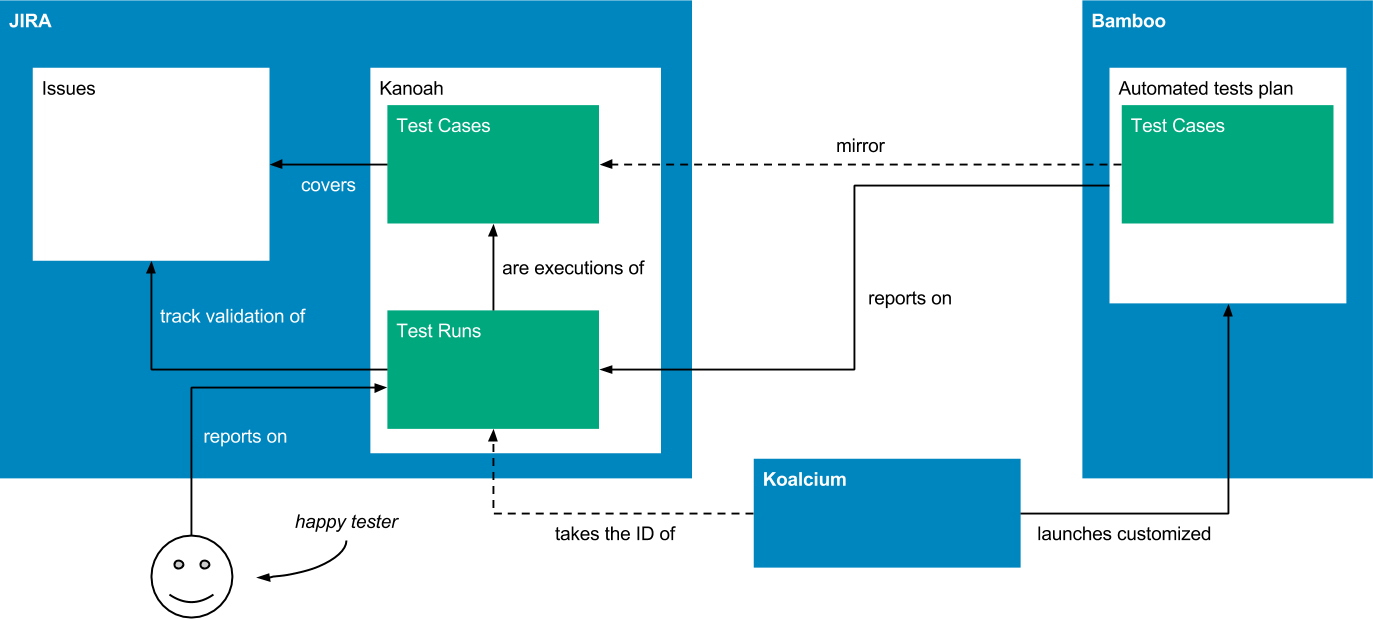 JIRA
Bamboo
Issues
Kanoah
Automated tests plan
Test Cases
Test Cases
mirror
covers
are executions of
reports on
track validation of
Test Runs
reports on
Koalcium
happy tester
takes the ID of
launches customized